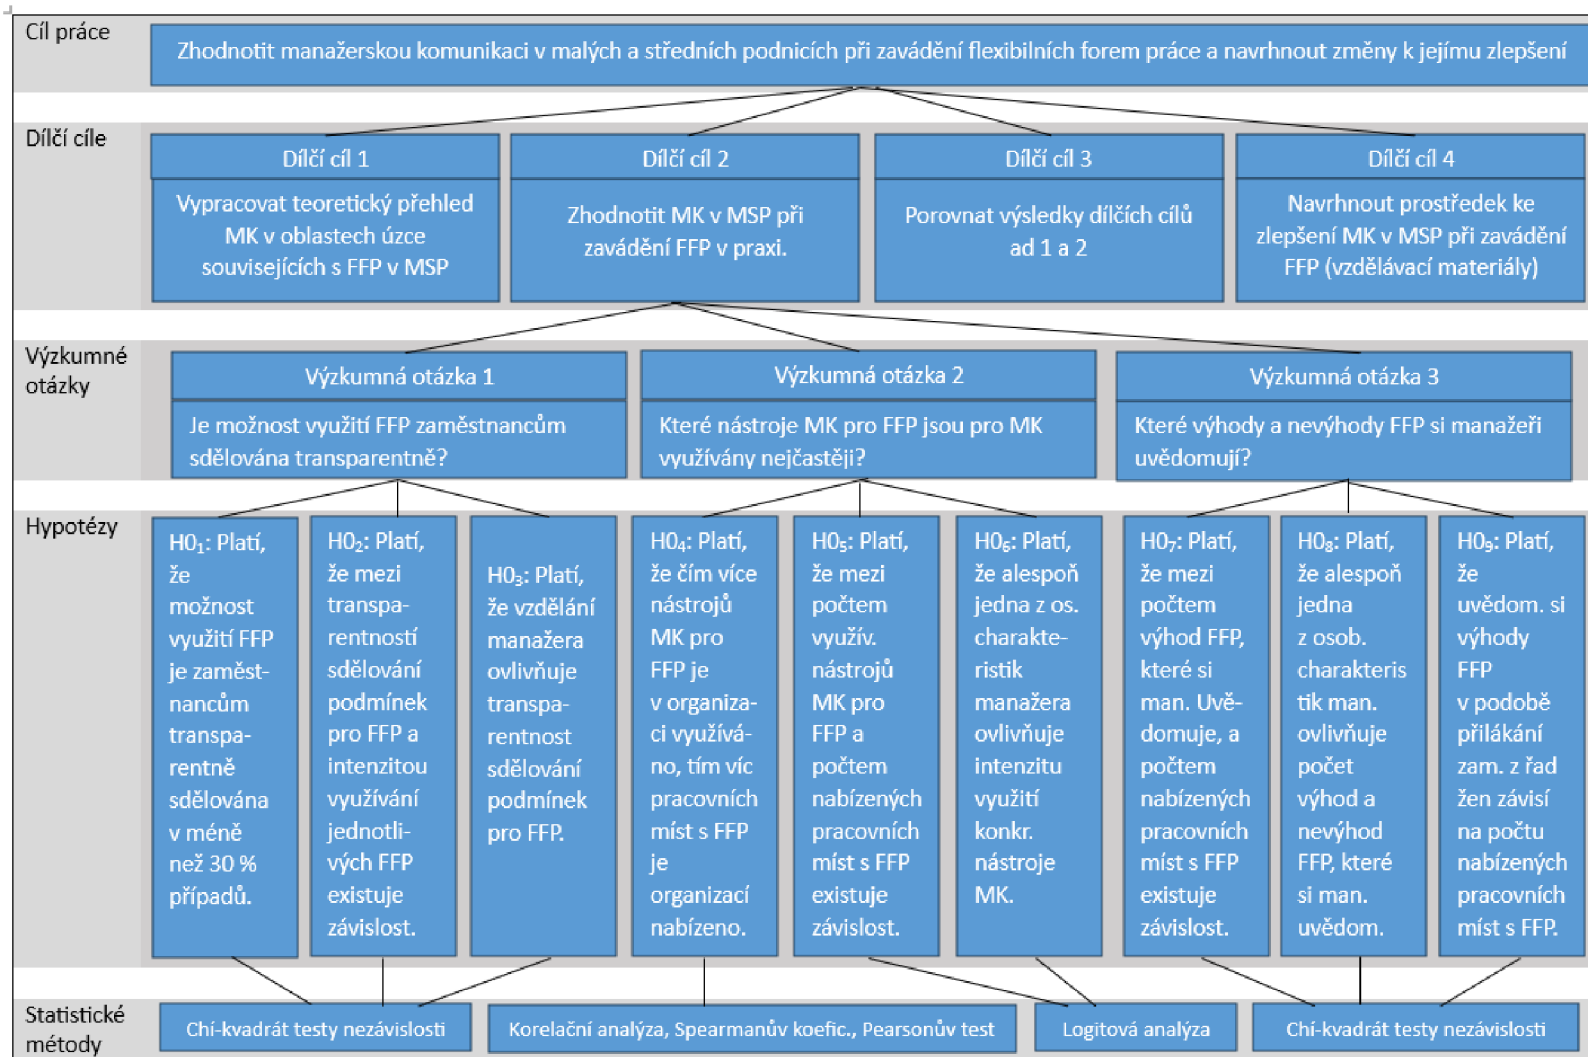 Cíl práce
Zhodnotit manažerskou komunikaci v malých a středních podnicích při zavádění flexibilních forem práce a navrhnout změny k jejímu zlepšení
Dílčí cíle
Dílčí cíl 1
Vypracovat teoretický přehled
MK v oblastech úzce
souvisejících s FFP v MSP
Dílčí cíl 2
Zhodnotit MK v MSP při
zavádění FFP v praxi.
Dílčí cíl 3
Porovnat výsledky dílčích cílů
ad 1 a 2
Dílčí cíl 4
Navrhnout prostředek ke
zlepšení MK v MSP při zavádění
FFP (vzdělávací materiály)
Výzkumné
otázky
Výzkumná otázka 1
Je možnost využití FFP zaměstnancům
sdělována transparentně?
Výzkumná otázka 2
Které nástroje MK pro FFP jsou pro MK
využívány nejčastěji?
Výzkumná otázka 3
Které výhody a nevýhody FFP si manažeři
uvědomují?
Hypotézy
H0₁: Platí,
že
možnost
využití FFP
je zaměst-
nancům
transpa-
rentně
sdělována
v méně
než 30 %
případů.
H0₂: Platí,
že mezi
transpa-
rentností
sdělování
podmínek
pro FFP a
intenzitou
využívání
jednotli-
vých FFP
existuje
závislost.
H0₃: Platí,
že vzdělání
manažera
ovlivňuje
transpa-
rentnost
sdělování
podmínek
pro FFP.
H0₄: Platí,
že čím více
nástrojů
MK pro
FFP je
v organiza-
ci využívá-
no, tím víc
pracovních
míst s FFP
je
organizací
nabízeno.
H0₅: Platí,
že mezi
počtem
využív.
nástrojů
MK pro
FFP a
počtem
nabízených
pracovních
míst s FFP
existuje
závislost.
H0₆: Platí,
že alespoň
jedna z os.
charakte-
ristik
manažera
ovlivňuje
intenzitu
využití
konkr.
nástroje
MK.
H0₇: Platí,
že mezi
počtem
výhod FFP,
které si
man. Uvě-
domuje, a
počtem
nabízených
pracovních
míst s FFP
existuje
závislost.
H0₈: Platí,
že alespoň
jedna
z osob.
charakteris
tik man.
ovlivňuje
počet
výhod a
nevýhod
FFP, které
si man.
uvědom.
H0₉: Platí,
že
uvědom. si
výhody
FFP
v podobě
přilákání
zam. z řad
žen závisí
na počtu
nabízených
pracovních
míst s FFP.
Statistické
métody
Chí-kvadrát testy nezávislosti
Korelační analýza, Spearmanův koefic., Pearsonův test
Logitová analýza
Chí-kvadrát testy nezávislosti